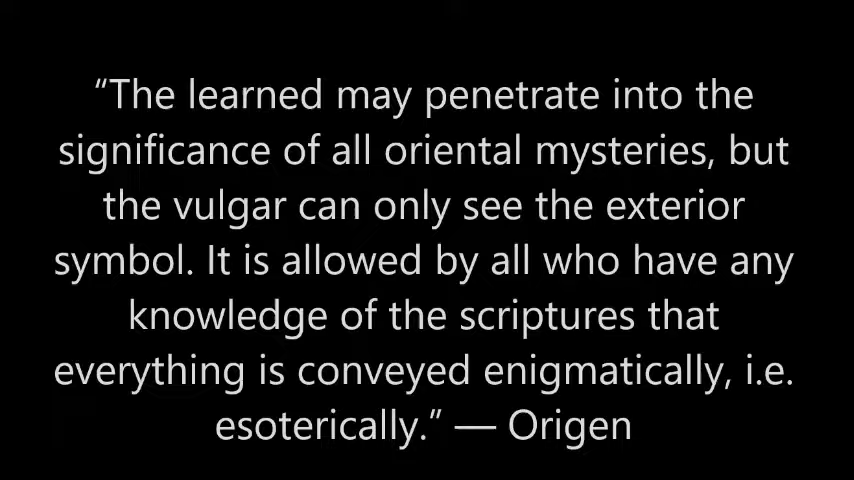 “The learned may penetrate into the
significance of all oriental mysteries, but
the vulgar can only see the exterior
symbol. It is allowed by all who have any
knowledge of the scriptures that
everything is conveyed enigmatically, i.e.
esoterically.” — Origen